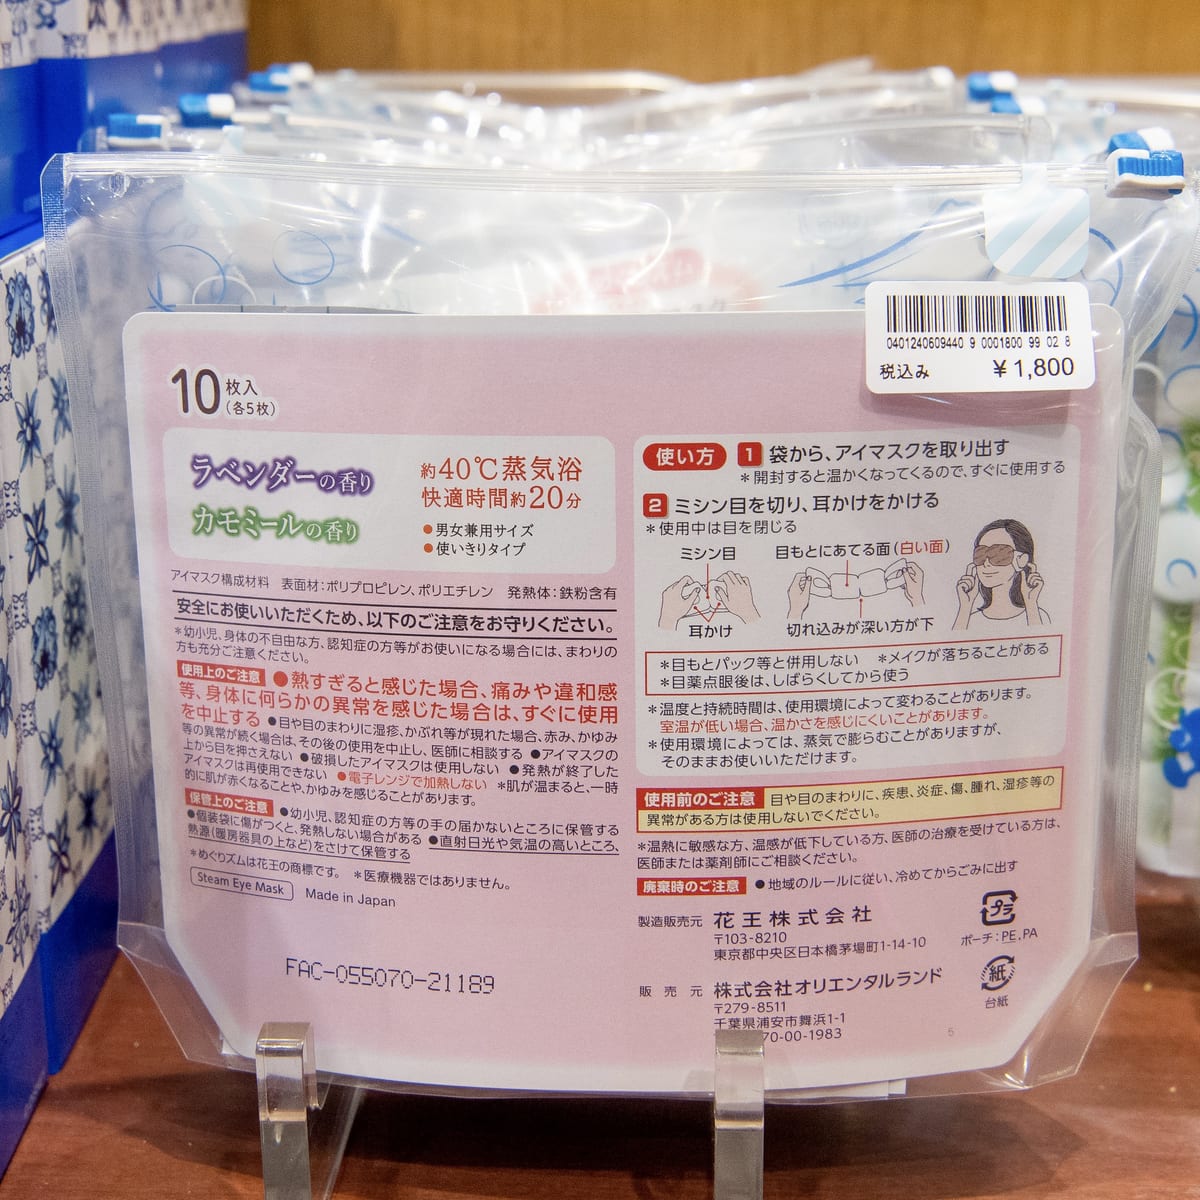 0401240609440 9 0001800 99 02 8
税込み ￥1,800
10枚入
（各5枚）
ラベンダーの香り
カモミールの香り
約40℃蒸気浴
快適時間約20分
●男女兼用サイズ
●使いきりタイプ
アイマスク構成材料 表面材：ポリプロピレン、ポリエチレン 発熱体：鉄粉含有
安全にお使いいただくため、以下のご注意をお守りください。
＊幼小児、身体の不自由な方、認知症の方等がお使いになる場合には、まわりの
方も充分ご注意ください。
使用上のご注意 ●熱すぎると感じた場合、痛みや違和感
等、身体に何らかの異常を感じた場合は、すぐに使用
を中止する ●目や目のまわりに湿疹、かぶれ等が現れた場合、赤み、かゆみ
等の異常が続く場合は、その後の使用を中止し、医師に相談する ●アイマスクの
上から目を押さえない ●破損したアイマスクは使用しない ●発熱が終了した
アイマスクは再使用できない ●電子レンジで加熱しない ＊肌が温まると、一時
的に肌が赤くなることや、かゆみを感じることがあります。
保管上のご注意 ●幼小児、認知症の方等の手の届かないところに保管する
●個装袋に傷がつくと、発熱しない場合がある ●直射日光や気温の高いところ、
熱源（暖房器具の上など）をさけて保管する
＊めぐりズムは花王の商標です。 ＊医療機器ではありません。
Steam Eye Mask Made in Japan
FAC-055070-21189
使い方 1 袋から、アイマスクを取り出す
＊開封すると温かくなってくるので、すぐに使用する
2 ミシン目を切り、耳かけをかける
＊使用中は目を閉じる
ミシン目 目もとにあてる面（白い面）
耳かけ 切れ込みが深い方が下
＊目もとパック等と併用しない ＊メイクが落ちることがある
＊目薬点眼後は、しばらくしてから使う
＊温度と持続時間は、使用環境によって変わることがあります。
室温が低い場合、温かさを感じにくいことがあります。
＊使用環境によっては、蒸気で膨らむことがありますが、
そのままお使いいただけます。
使用前のご注意 目や目のまわりに、疾患、炎症、傷、腫れ、湿疹等の
異常がある方は使用しないでください。
＊温熱に敏感な方、温感が低下している方、医師の治療を受けている方は、
医師または薬剤師にご相談ください。
廃棄時のご注意 ●地域のルールに従い、冷めてからごみに出す
製造販売元 花王株式会社
〒103-8210
東京都中央区日本橋茅場町1-14-10
販売元 株式会社オリエンタルランド
〒279-8511
千葉県浦安市舞浜1-1
70-00-1983
プラ
ポーチ：PE,PA
紙
台紙
5